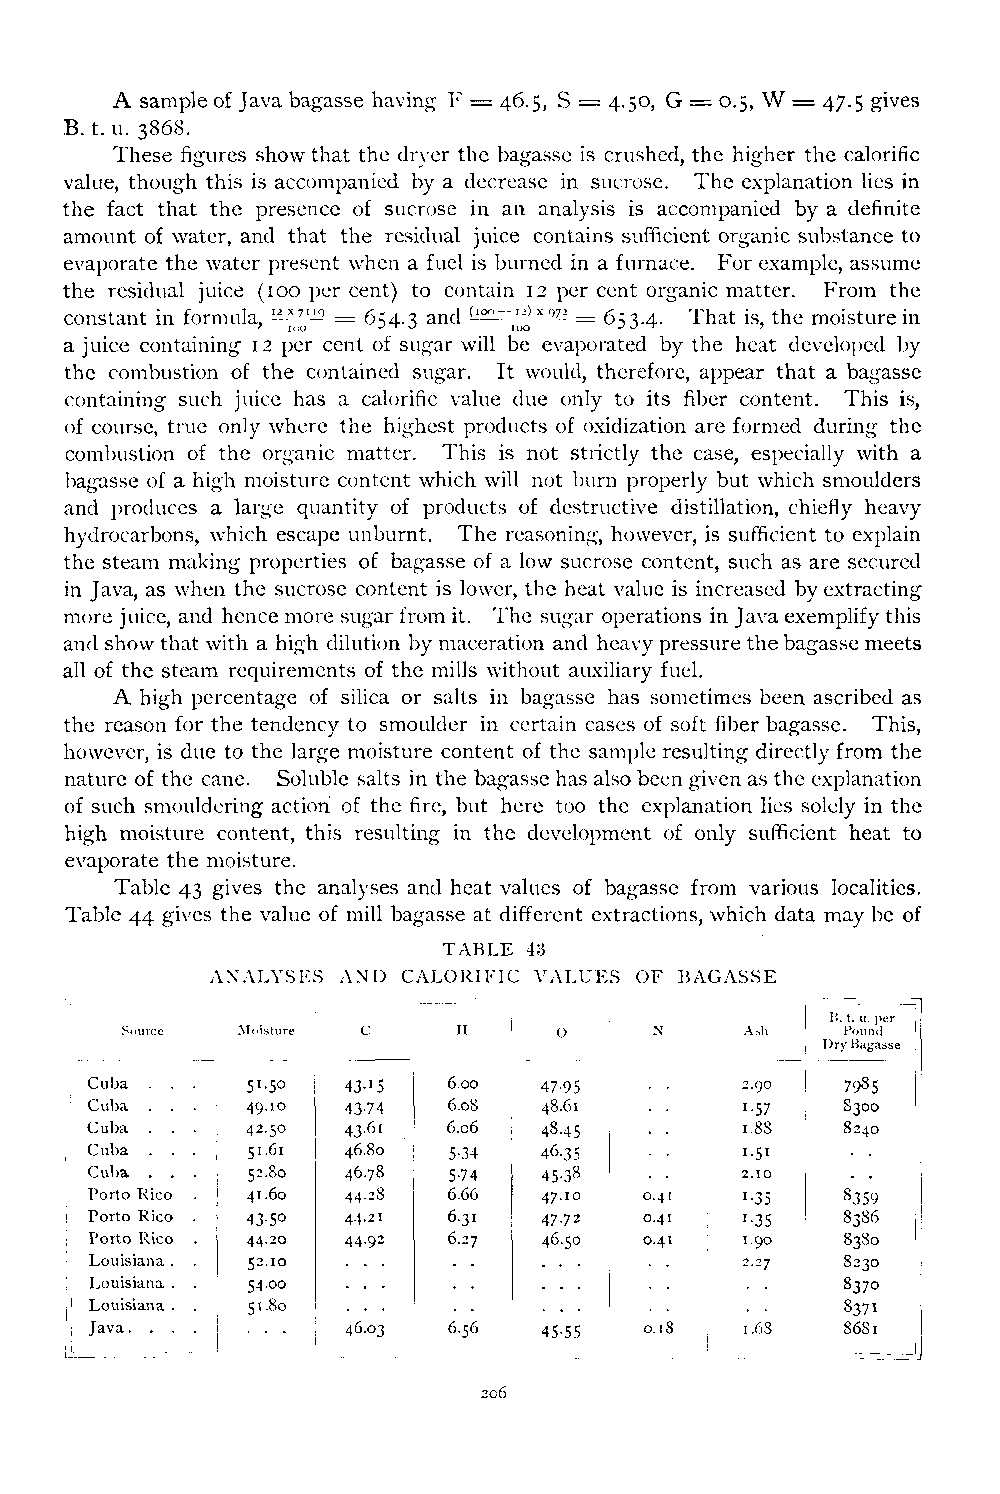 A sample of Java bagasse having F = 46.5, S = 4.50, G = 0.5, W = 47.5 gives
B. t. u. 3868.
These figures show that the dryer the bagasse is crushed, the higher the calorific
value, though this is accompanied by a decrease in sucrose. The explanation lies in
the fact that the presence of sucrose in an analysis is accompanied by a definite
amount of water, and that the residual juice contains sufficient organic substance to
evaporate the water present when a fuel is burned in a furnace. For example, assume
the residual juice (100 per cent) to contain 12 per cent organic matter. From the
constant in formula, 12 x 7119 / 100 = 654.3 and (100 — 12) x 972 / 100 = 653.4. That is, the moisture in
a juice containing 12 per cent of sugar will be evaporated by the heat developed by
the combustion of the contained sugar. It would, therefore, appear that a bagasse
containing such juice has a calorific value due only to its fiber content. This is,
of course, true only where the highest products of oxidization are formed during the
combustion of the organic matter. This is not strictly the case, especially with a
bagasse of a high moisture content which will not burn properly but which smoulders
and produces a large quantity of products of destructive distillation, chiefly heavy
hydrocarbons, which escape unburnt. The reasoning, however, is sufficient to explain
the steam making properties of bagasse of a low sucrose content, such as are secured
in Java, as when the sucrose content is lower, the heat value is increased by extracting
more juice, and hence more sugar from it. The sugar operations in Java exemplify this
and show that with a high dilution by maceration and heavy pressure the bagasse meets
all of the steam requirements of the mills without auxiliary fuel.
A high percentage of silica or salts in bagasse has sometimes been ascribed as
the reason for the tendency to smoulder in certain cases of soft fiber bagasse. This,
however, is due to the large moisture content of the sample resulting directly from the
nature of the cane. Soluble salts in the bagasse has also been given as the explanation
of such smouldering action of the fire, but here too the explanation lies solely in the
high moisture content, this resulting in the development of only sufficient heat to
evaporate the moisture.
Table 43 gives the analyses and heat values of bagasse from various localities.
Table 44 gives the value of mill bagasse at different extractions, which data may be of
TABLE 43
ANALYSES AND CALORIFIC VALUES OF BAGASSE
Source Moisture C H O N Ash B. t. u. per Pound Dry Bagasse
Cuba . . . 51.50 43.15 6.00 47.95 . . 2.90 7985
Cuba . . . 49.10 43.74 6.08 48.61 . . 1.57 8300
Cuba . . . 42.50 43.61 6.06 48.45 . . 1.88 8240
Cuba . . . 51.61 46.80 5.34 46.35 . . 1.51 . .
Cuba . . . 52.80 46.78 5.74 45.38 . . 2.10 . .
Porto Rico . 41.60 44.28 6.66 47.10 0.41 1.35 8359
Porto Rico . 43.50 44.21 6.31 47.72 0.41 1.35 8386
Porto Rico . 44.20 44.92 6.27 46.50 0.41 1.90 8380
Louisiana . . 52.10 . . . . . . . . . . 2.27 8230
Louisiana . . 54.00 . . . . . . . . . . . . 8370
Louisiana . . 51.80 . . . . . . . . . . . . 8371
Java . . . . . . . 46.03 6.56 45.55 0.18 1.68 8681
206